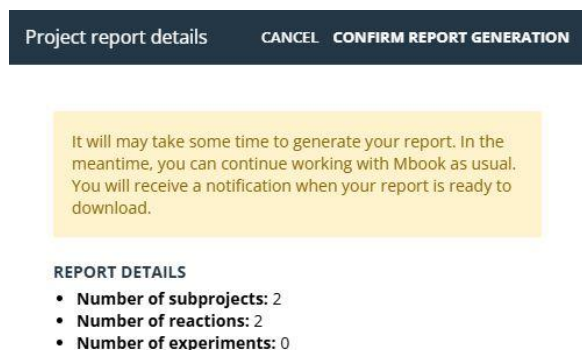 Project report details CANCEL CONFIRM REPORT GENERATION
It will may take some time to generate your report. In the
meantime, you can continue working with Mbook as usual.
You will receive a notification when your report is ready to
download.
REPORT DETAILS
• Number of subprojects: 2
• Number of reactions: 2
• Number of experiments: 0